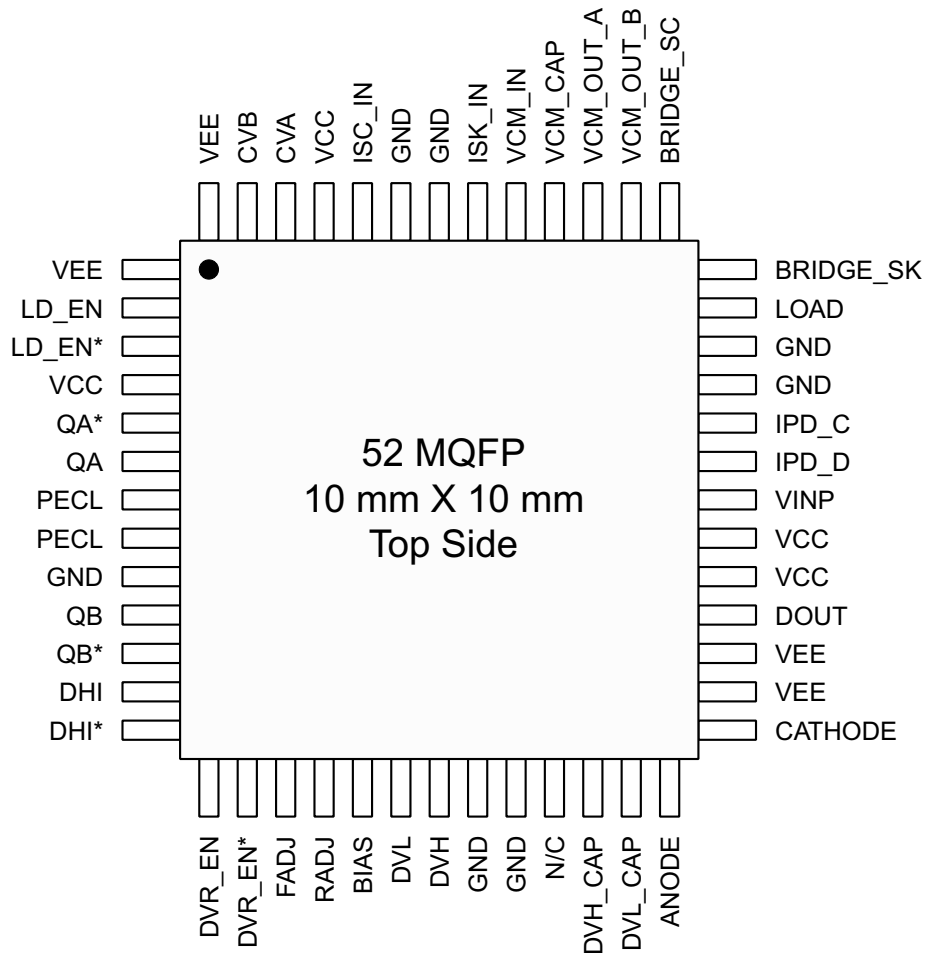 VEE
CVB
CVA
VCC
ISC_IN
GND
GND
ISK_IN
VCM_IN
VCM_CAP
VCM_OUT_A
VCM_OUT_B
BRIDGE_SC
VEE
LD_EN
LD_EN*
VCC
QA*
QA
PECL
PECL
GND
QB
QB*
DHI
DHI*
52 MQFP
10 mm X 10 mm
Top Side
BRIDGE_SK
LOAD
GND
GND
IPD_C
IPD_D
VINP
VCC
VCC
DOUT
VEE
VEE
CATHODE
DVR_EN
DVR_EN*
FADJ
RADJ
BIAS
DVL
DVH
GND
GND
N/C
DVH_CAP
DVL_CAP
ANODE